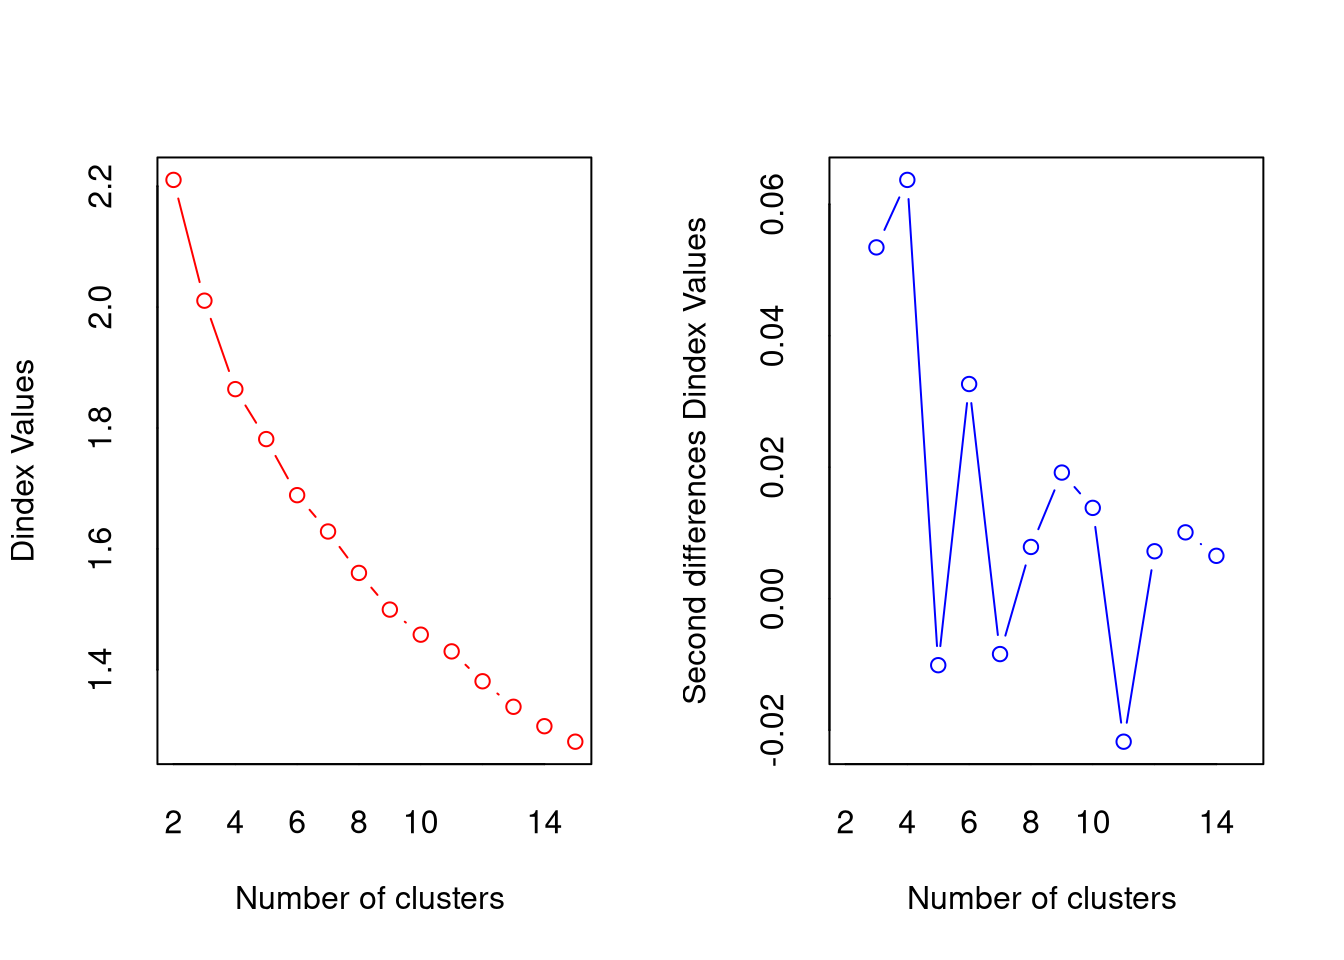 Dindex Values
2.2
2.0
1.8
1.6
1.4
2 4 6 8 10 14
Number of clusters
Second differences Dindex Values
0.06
0.04
0.02
0.00
-0.02
2 4 6 8 10 14
Number of clusters